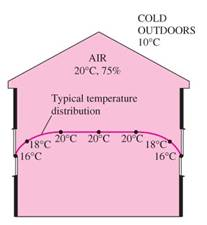 COLD
OUTDOORS
10°C
AIR
20°C, 75%
Typical temperature
distribution
20°C 20°C 20°C
18°C 18°C
16°C 16°C